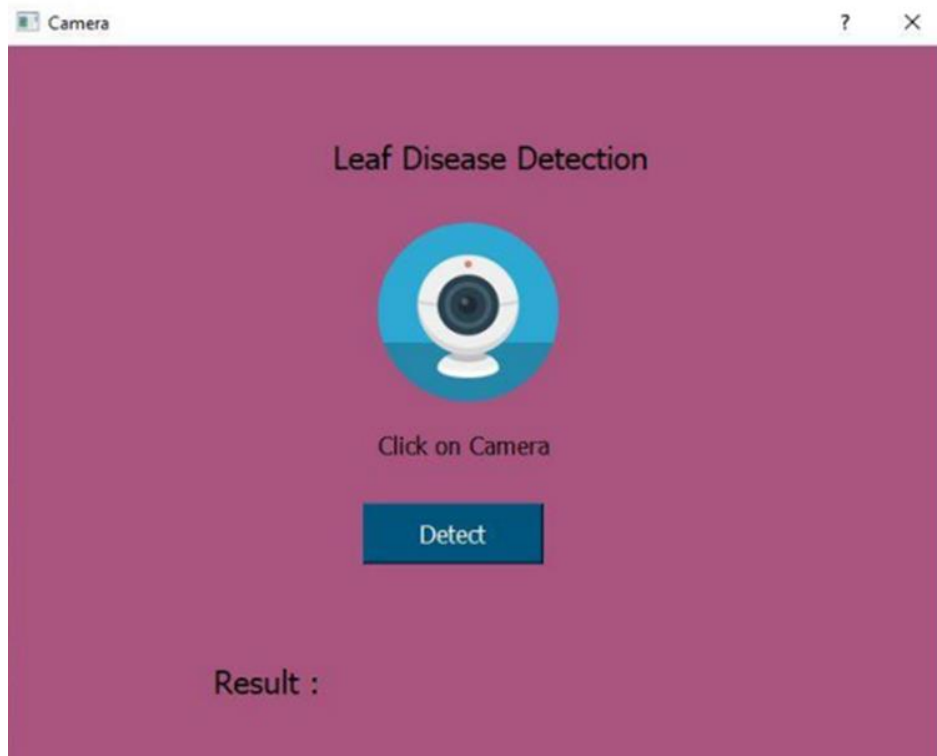 Camera ?
Leaf Disease Detection
Click on Camera
Detect
Result :